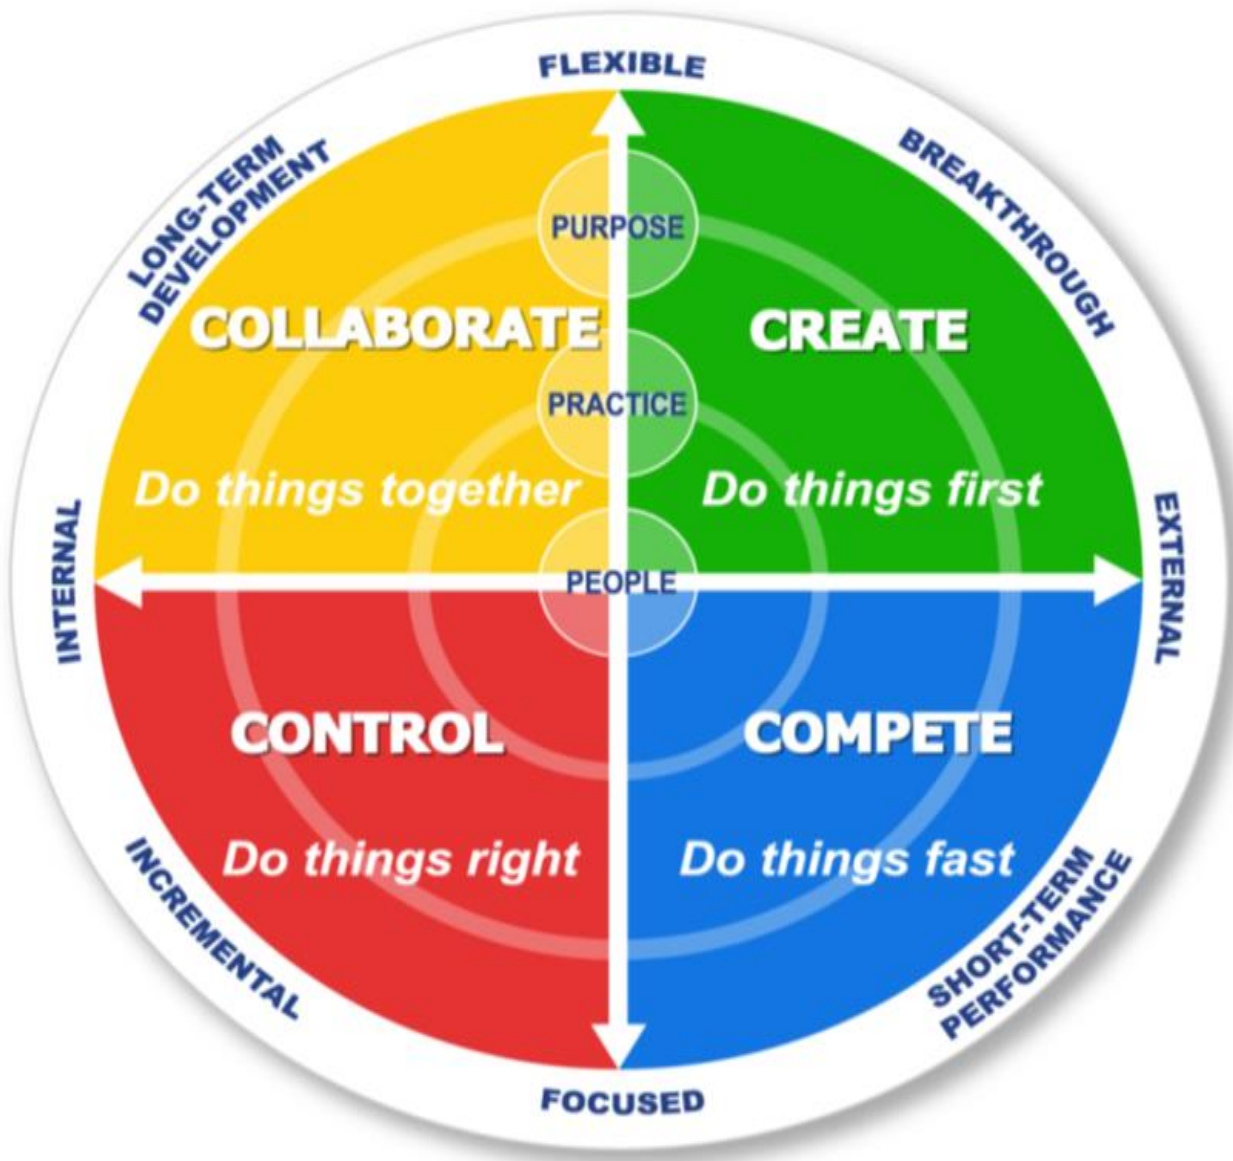 FLEXIBLE
LONG-TERM
DEVELOPMENT
BREAKTHROUGH
PURPOSE
COLLABORATE
CREATE
PRACTICE
Do things together
Do things first
INTERNAL
PEOPLE
EXTERNAL
CONTROL
COMPETE
Do things right
Do things fast
INCREMENTAL
SHORT-TERM
PERFORMANCE
FOCUSED